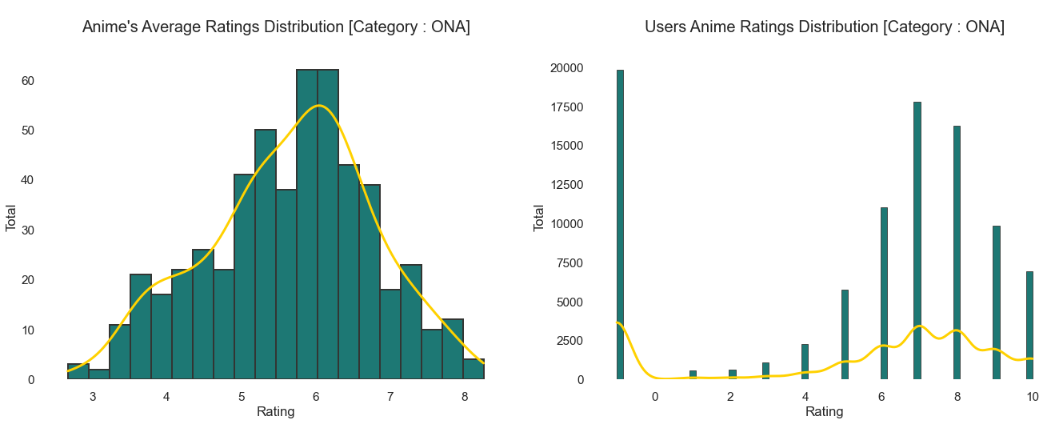 Anime's Average Ratings Distribution [Category : ONA]
60
50
40
30
20
10
0
Total
3 4 5 6 7 8
Rating
Users Anime Ratings Distribution [Category : ONA]
20000
17500
15000
12500
10000
7500
5000
2500
0
Total
0 2 4 6 8 10
Rating